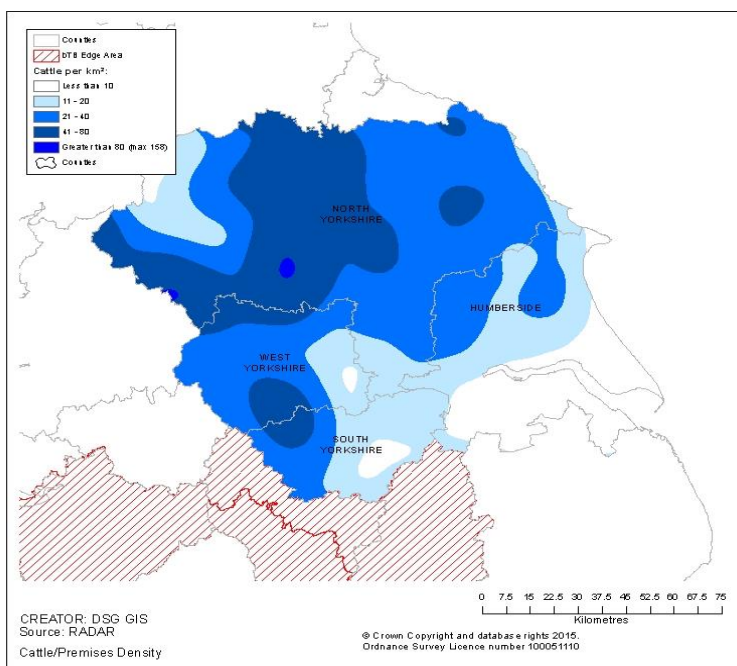 Counties
bTB Edge Area
Cattle per km²:
Less than 10
11 - 20
21 - 40
41 - 80
Greater than 80 (max 158)
Counties
NORTH
YORKSHIRE
HUMBERSIDE
WEST
YORKSHIRE
SOUTH
YORKSHIRE
0 7.5 15 22.5 30 37.5 45 52.5 60 67.5 75
Kilometres
CREATOR: DSG GIS
Source: RADAR
Cattle/Premises Density
© Crown Copyright and database rights 2015.
Ordnance Survey Licence number 100051110